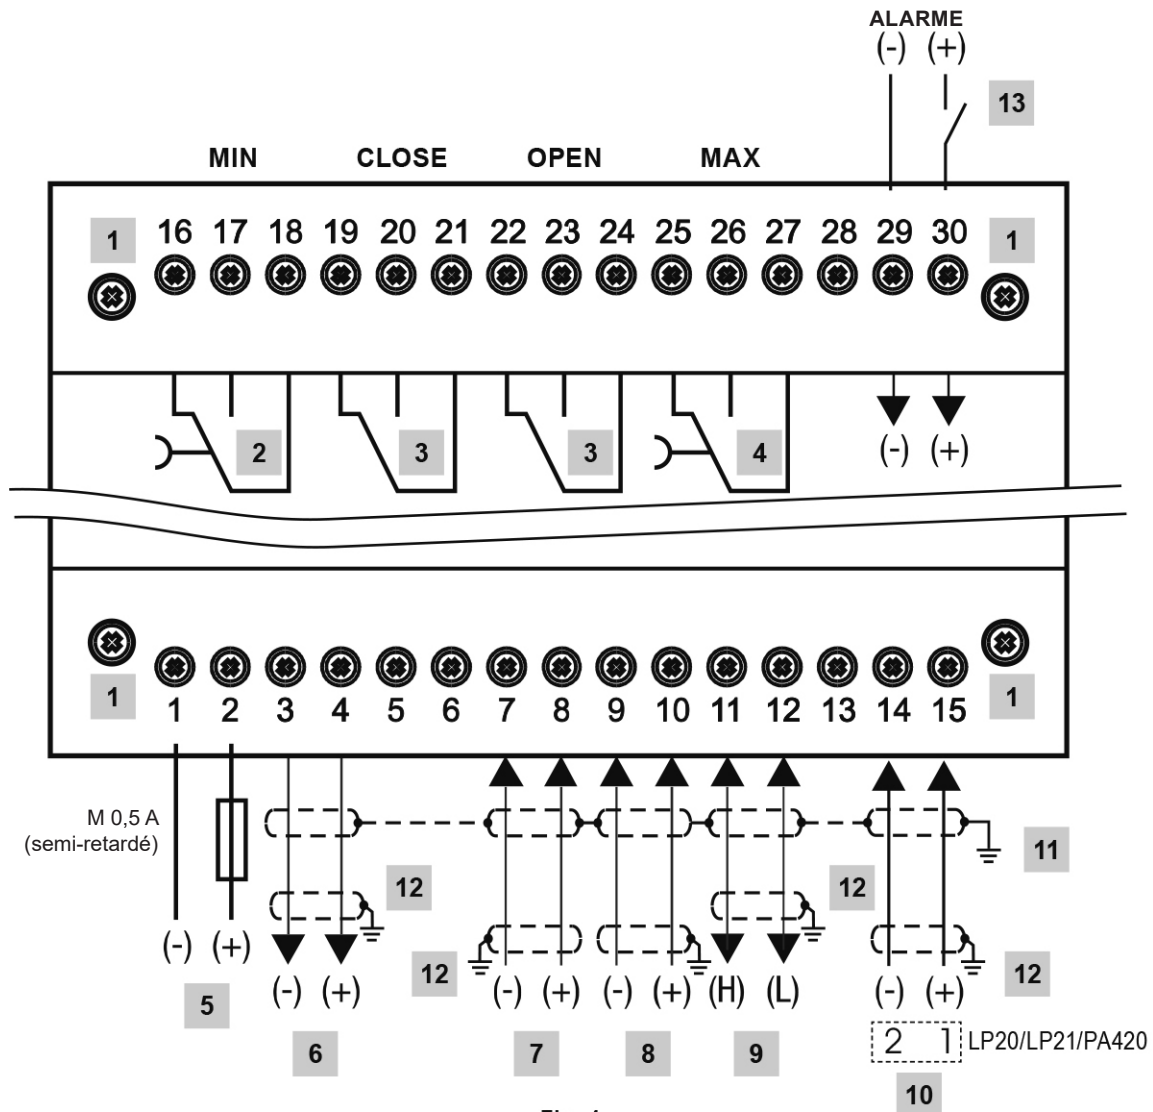 ALARME
(-) (+)
13
MIN CLOSE OPEN MAX
1 16 17 18 19 20 21 22 23 24 25 26 27 28 29 30 1
2 3 3 4 (-) (+)
1 1 2 3 4 5 6 7 8 9 10 11 12 13 14 15 1
M 0,5 A
(semi-retardé)
11
12 12
(-) (+) 12 12
5 (-) (+) (-) (+) (-) (+) (H) (L) (-) (+)
6 7 8 9 2 1 LP20/LP21/PA420
10